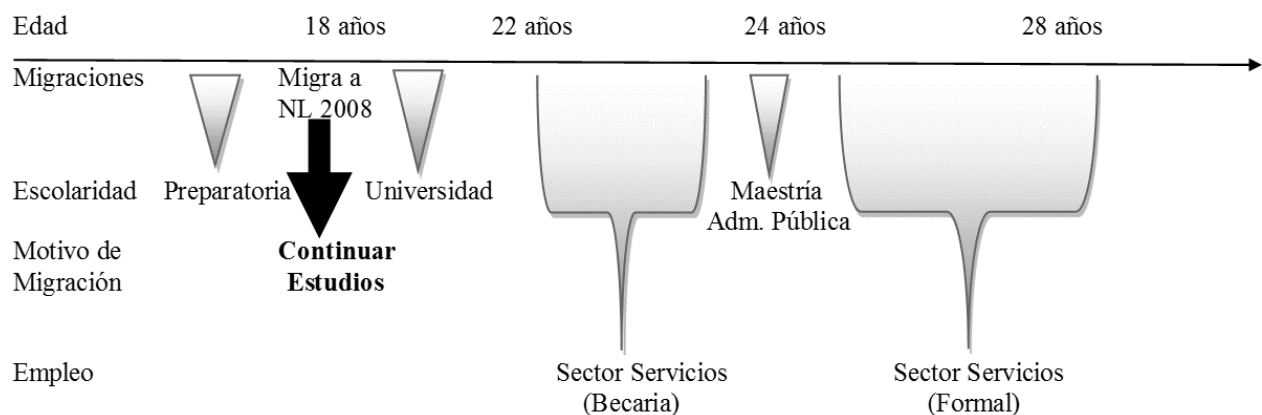 Edad 18 años 22 años 24 años 28 años
Migraciones Migra a
NL 2008
Escolaridad Preparatoria Universidad Maestría
Adm. Pública
Motivo de Continuar
Migración Estudios
Empleo Sector Servicios Sector Servicios
(Becaria) (Formal)